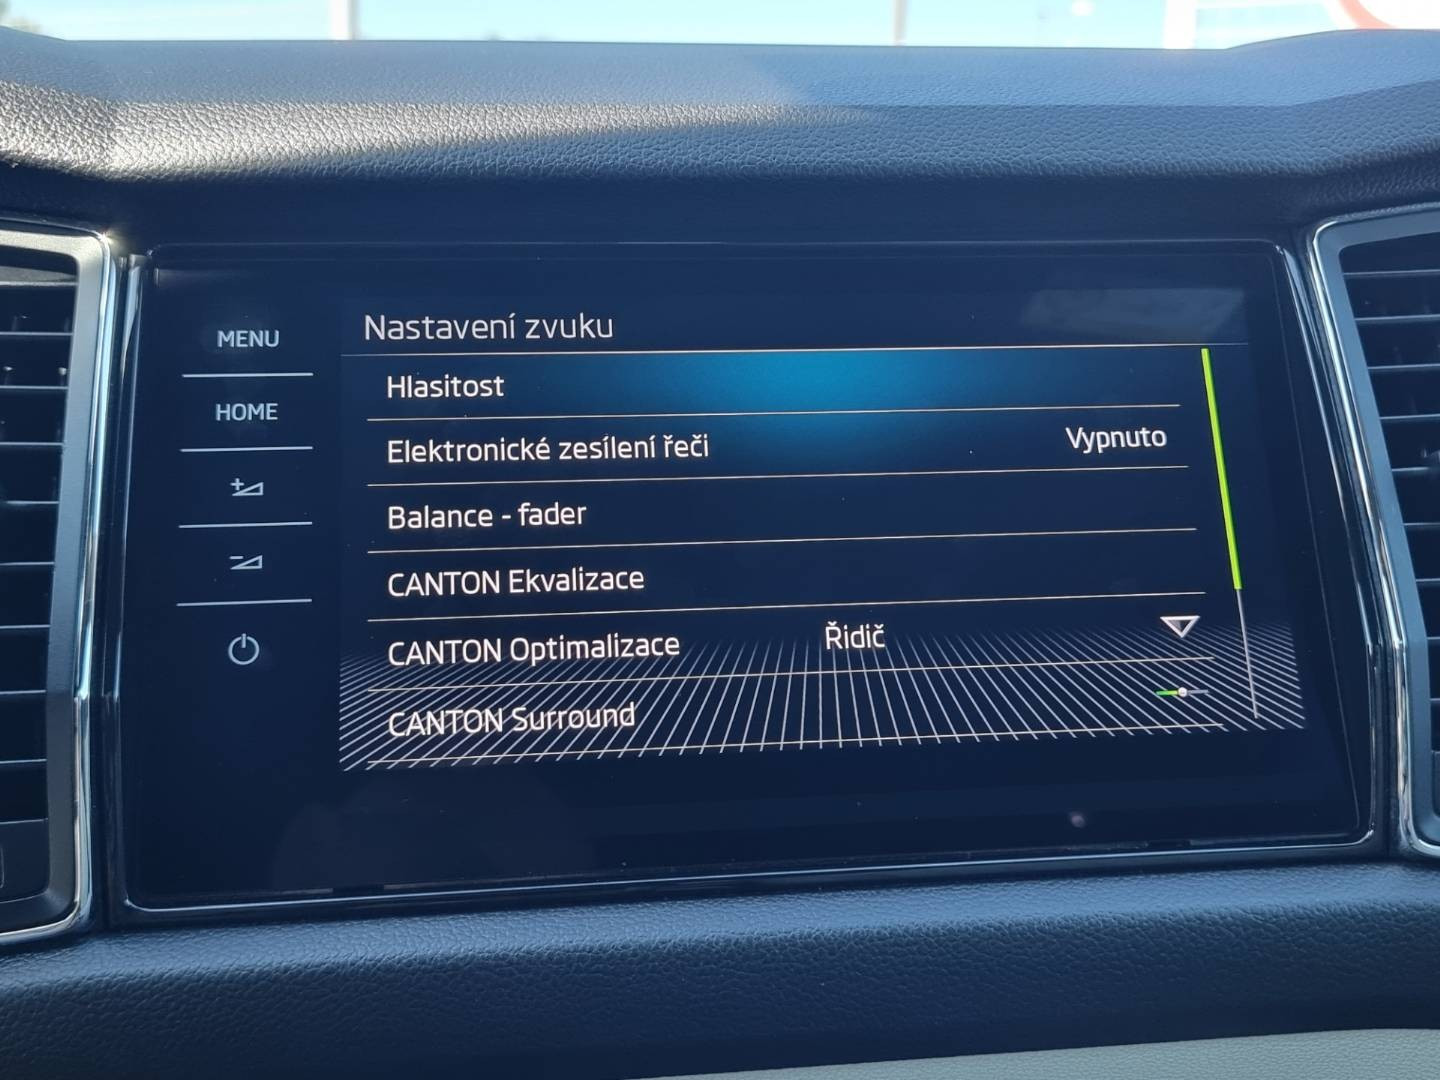 MENU
HOME
Nastavení zvuku
Hlasitost
Elektronické zesílení řeči Vypnuto
Balance - fader
CANTON Ekvalizace
CANTON Optimalizace Řidič
CANTON Surround